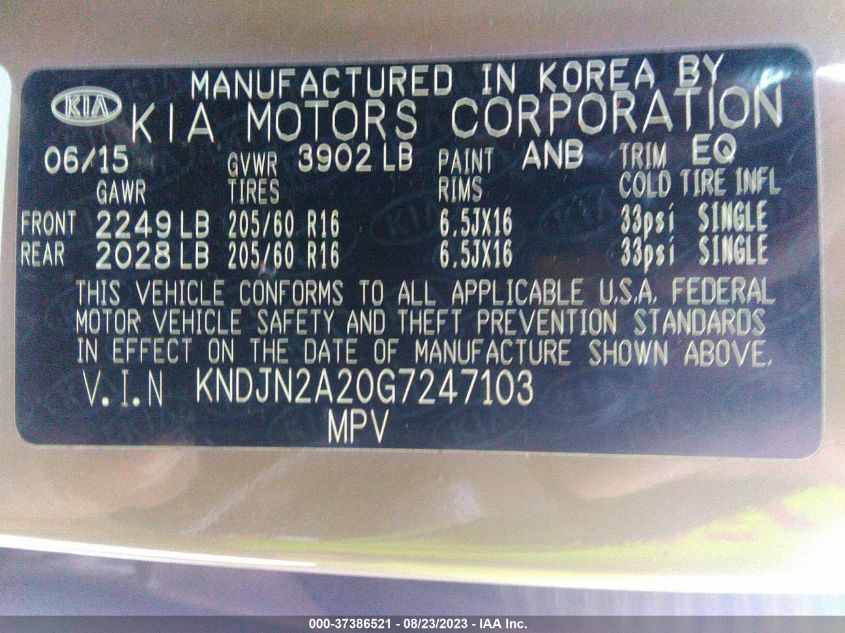 MANUFACTURED IN KOREA BY
KIA KIA MOTORS CORPORATION
06/15 GVWR 3902 LB PAINT ANB TRIM EQ
GAWR TIRES RIMS COLD TIRE INFL
FRONT 2249 LB 205/60 R16 6.5JX16 33psi SINGLE
REAR 2028 LB 205/60 R16 6.5JX16 33psi SINGLE
THIS VEHICLE CONFORMS TO ALL APPLICABLE U.S.A. FEDERAL
MOTOR VEHICLE SAFETY AND THEFT PREVENTION STANDARDS
IN EFFECT ON THE DATE OF MANUFACTURE SHOWN ABOVE.
V.I.N KNDJN2A20G7247103
MPV
000-37386521 - 08/23/2023 - IAA Inc.